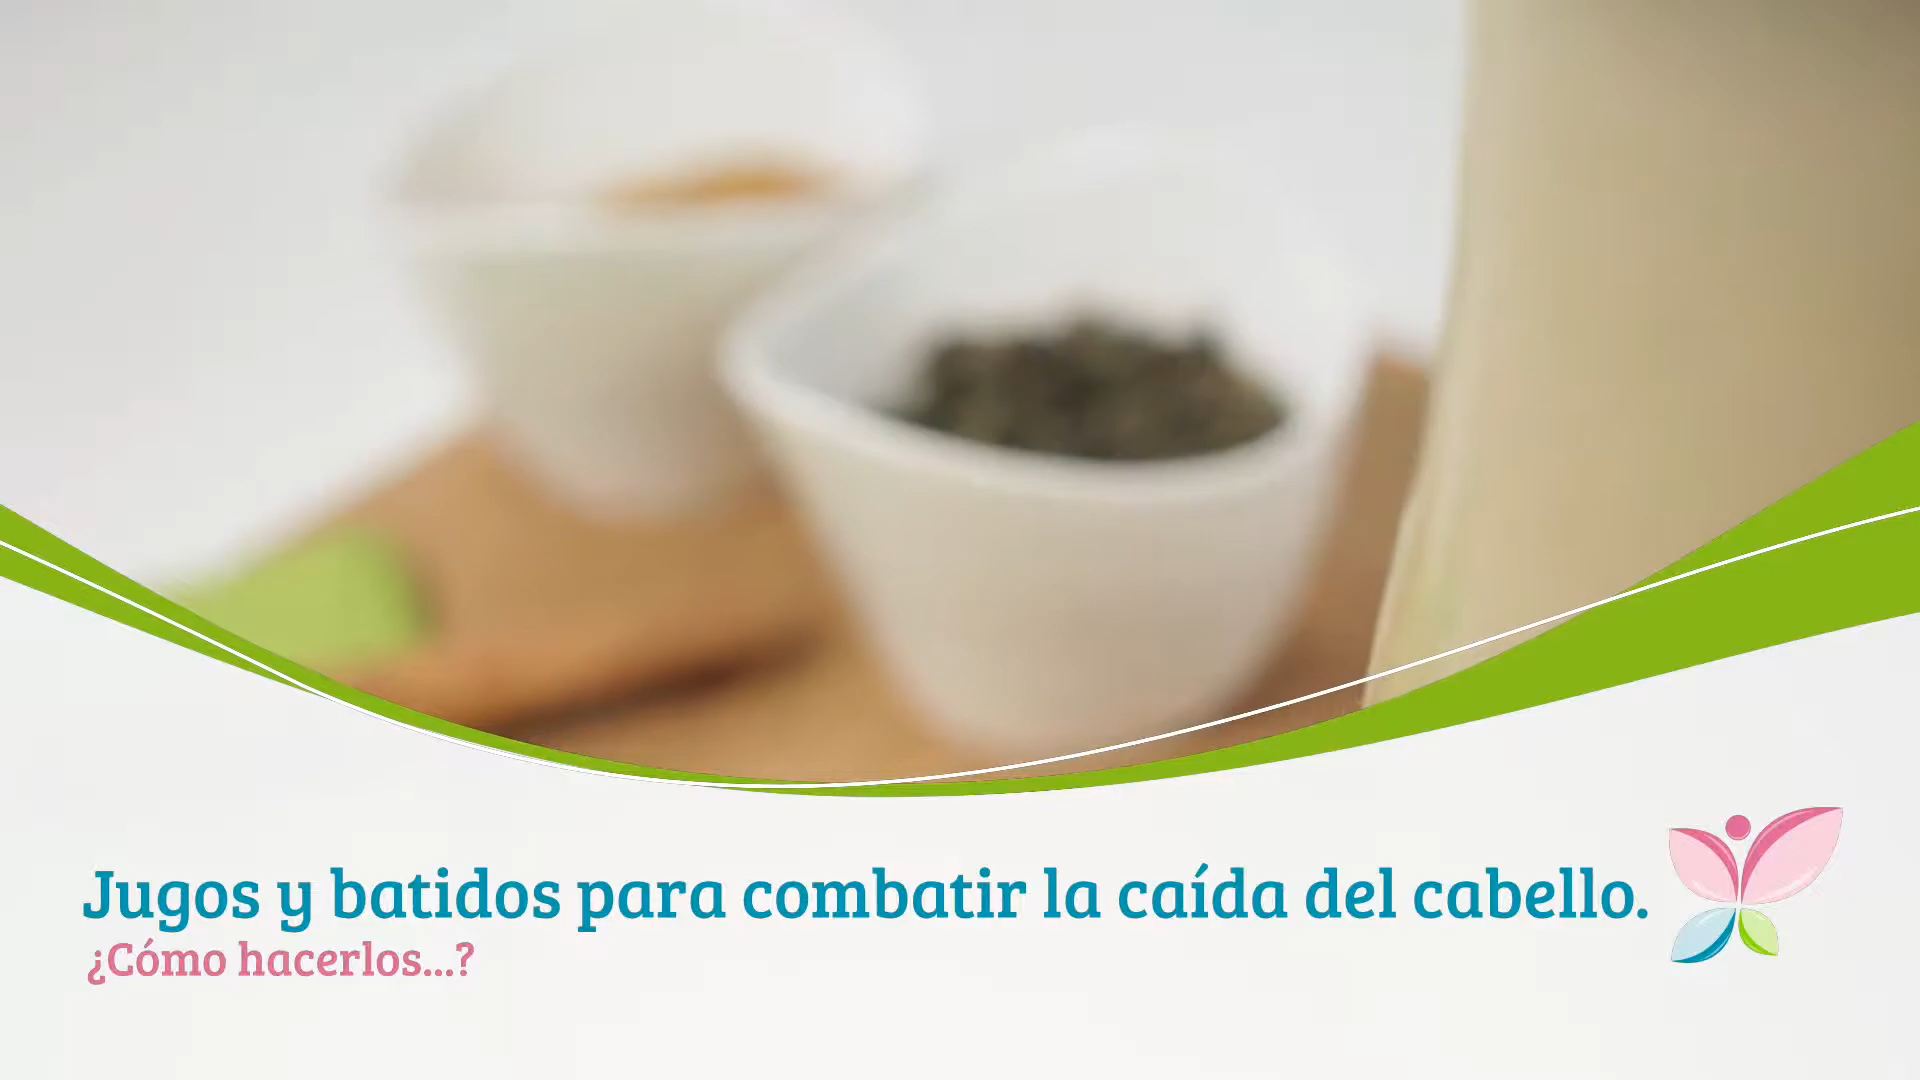 Jugos y batidos para combatir la caída del cabello.
¿Cómo hacerlos...?